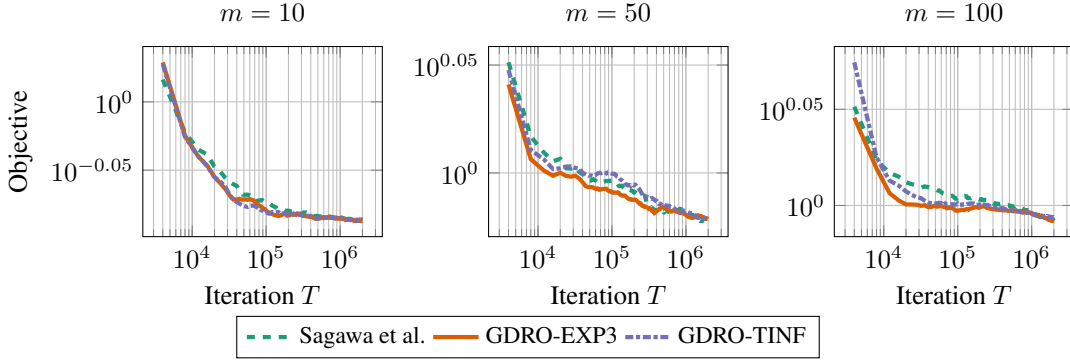 m = 10 m = 50 m = 100
Objective
10^0
10^−0.05
10^0.05
10^0
10^0.05
10^0
10^4 10^5 10^6 10^4 10^5 10^6 10^4 10^5 10^6
Iteration T Iteration T Iteration T
Sagawa et al. GDRO-EXP3 GDRO-TINF